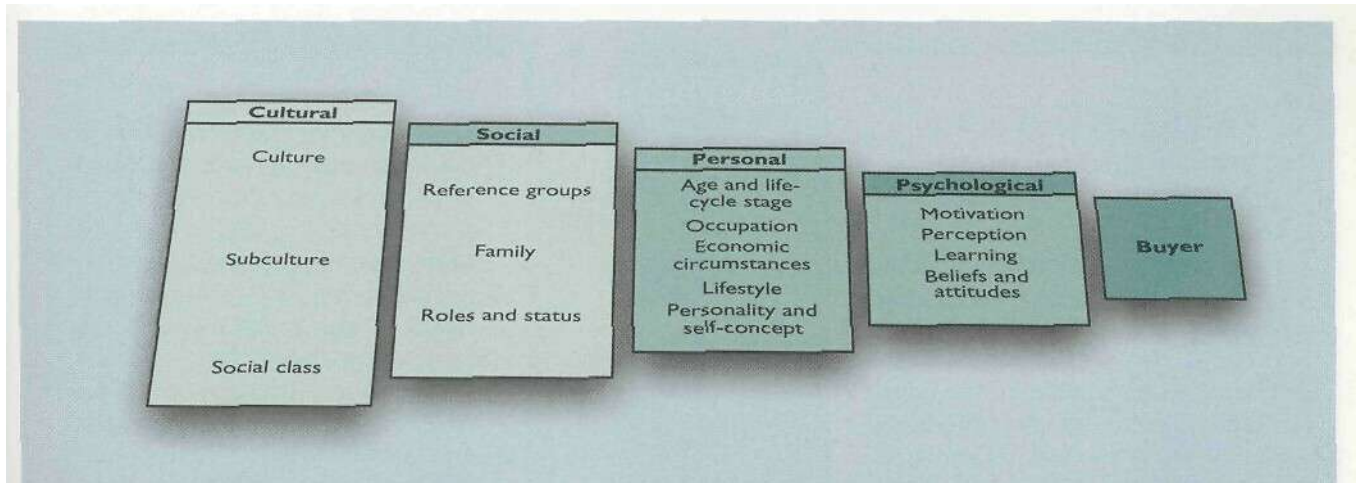 Cultural
Culture
Subculture
Social class
Social
Reference groups
Family
Roles and status
Personal
Age and life-
cycle stage
Occupation
Economic
circumstances
Lifestyle
Personality and
self-concept
Psychological
Motivation
Perception
Learning
Beliefs and
attitudes
Buyer